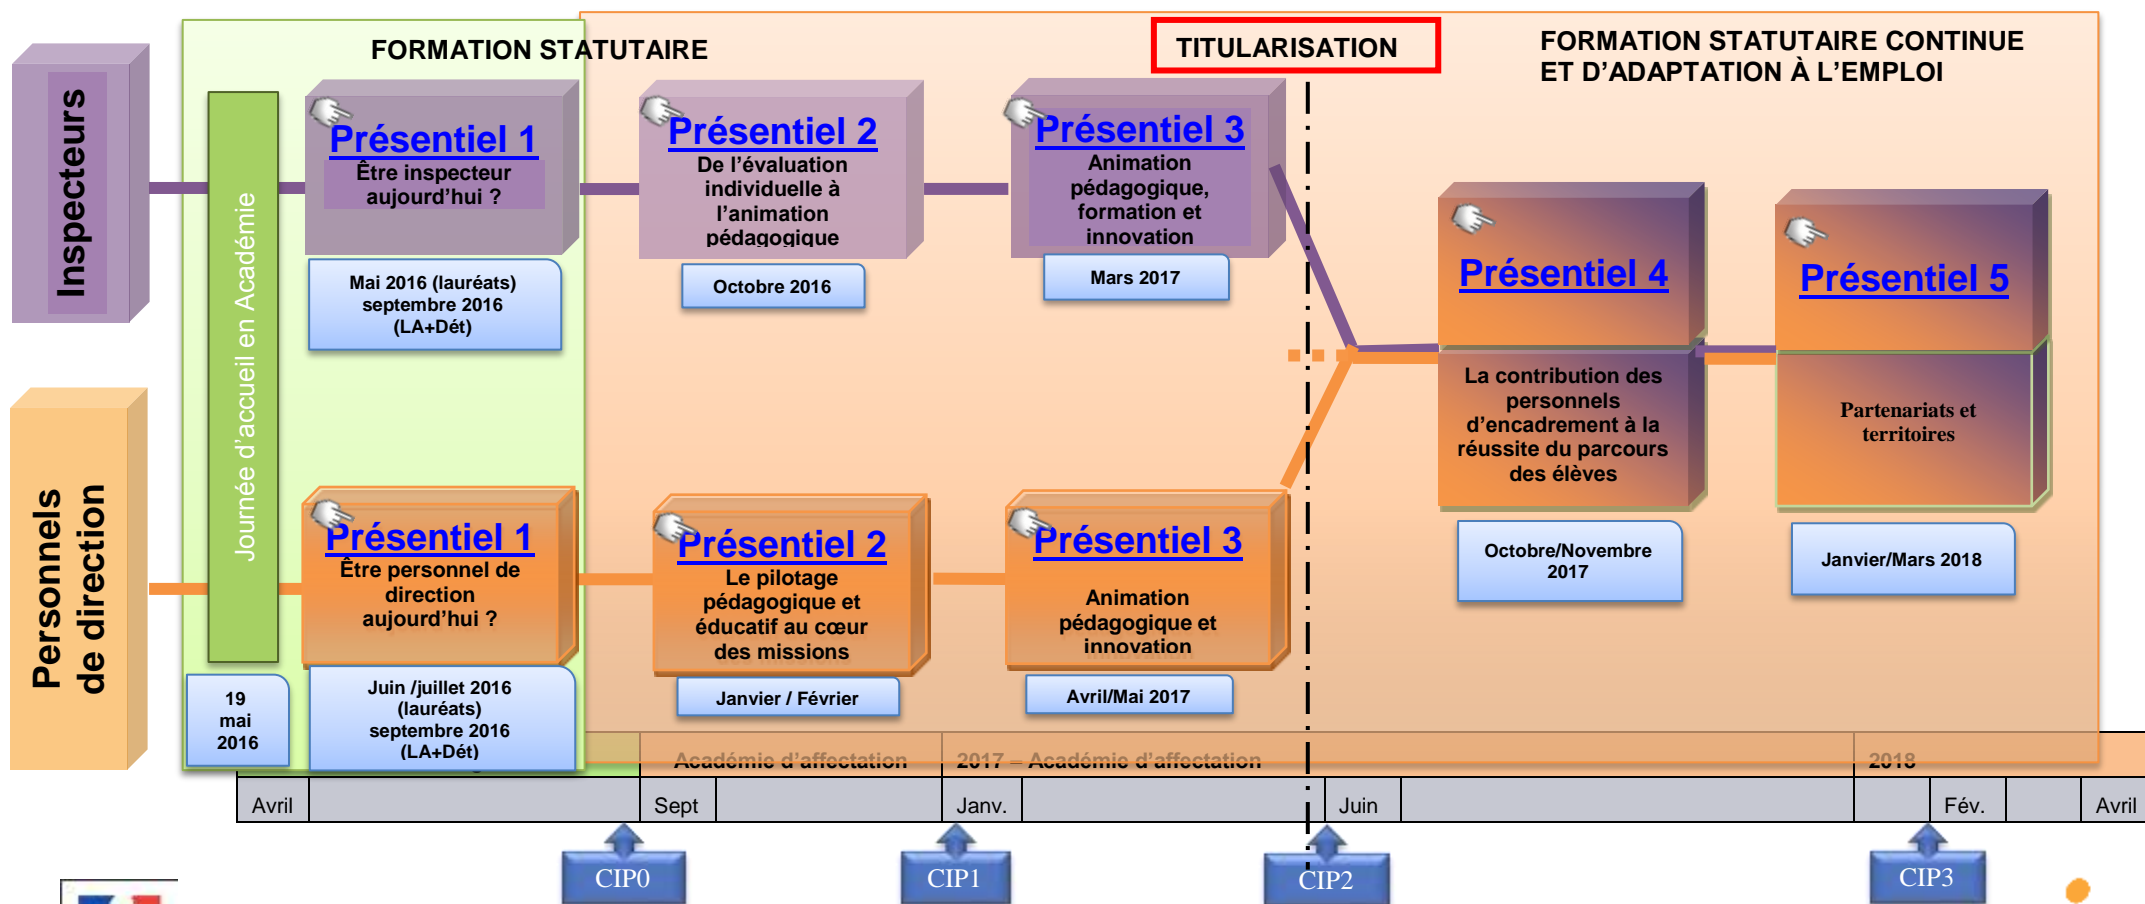 FORMATION STATUTAIRE
TITULARISATION
FORMATION STATUTAIRE CONTINUE
ET D'ADAPTATION À L'EMPLOI
Inspecteurs
Journée d'accueil en Académie
Présentiel 1
Être inspecteur
aujourd'hui ?
Mai 2016 (lauréats)
septembre 2016
(LA+Dét)
Présentiel 2
De l'évaluation
individuelle à
l'animation
pédagogique
Octobre 2016
Présentiel 3
Animation
pédagogique,
formation et
innovation
Mars 2017
Présentiel 4
La contribution des
personnels
d'encadrement à la
réussite du parcours
des élèves
Octobre/Novembre
2017
Présentiel 5
Partenariats et
territoires
Janvier/Mars 2018
Personnels
de direction
19
mai
2016
Présentiel 1
Être personnel de
direction
aujourd'hui ?
Juin /juillet 2016
(lauréats)
septembre 2016
(LA+Dét)
Présentiel 2
Le pilotage
pédagogique et
éducatif au cœur
des missions
Janvier / Février
Présentiel 3
Animation
pédagogique et
innovation
Avril/Mai 2017
Académie d'affectation
2017 – Académie d'affectation
2018
Avril
Sept
Janv.
Juin
Fév.
Avril
CIP0
CIP1
CIP2
CIP3